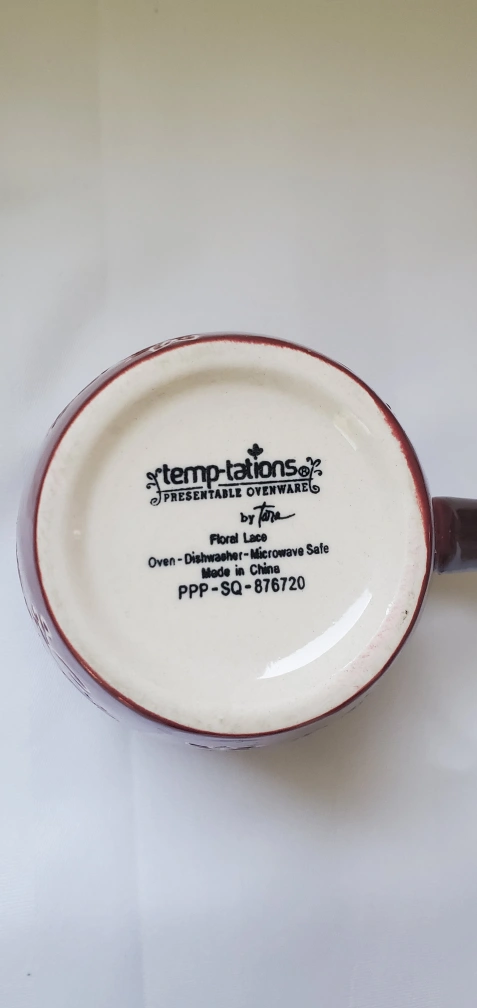 temp-tations®
PRESENTABLE OVENWARE
by Tara
Floral Lace
Oven-Dishwasher-Microwave Safe
Made in China
PPP-SQ-876720